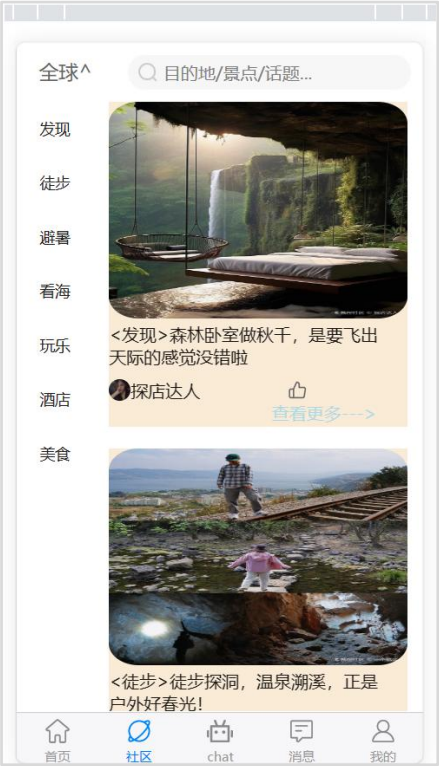 全球^
目的地/景点/话题...
发现
徒步
避暑
看海
玩乐
酒店
美食
<发现>森林卧室做秋千，是要飞出
天际的感觉没错啦
探店达人
查看更多--->
<徒步>徒步探洞，温泉溯溪，正是
户外好春光！
首页
社区
chat
消息
我的